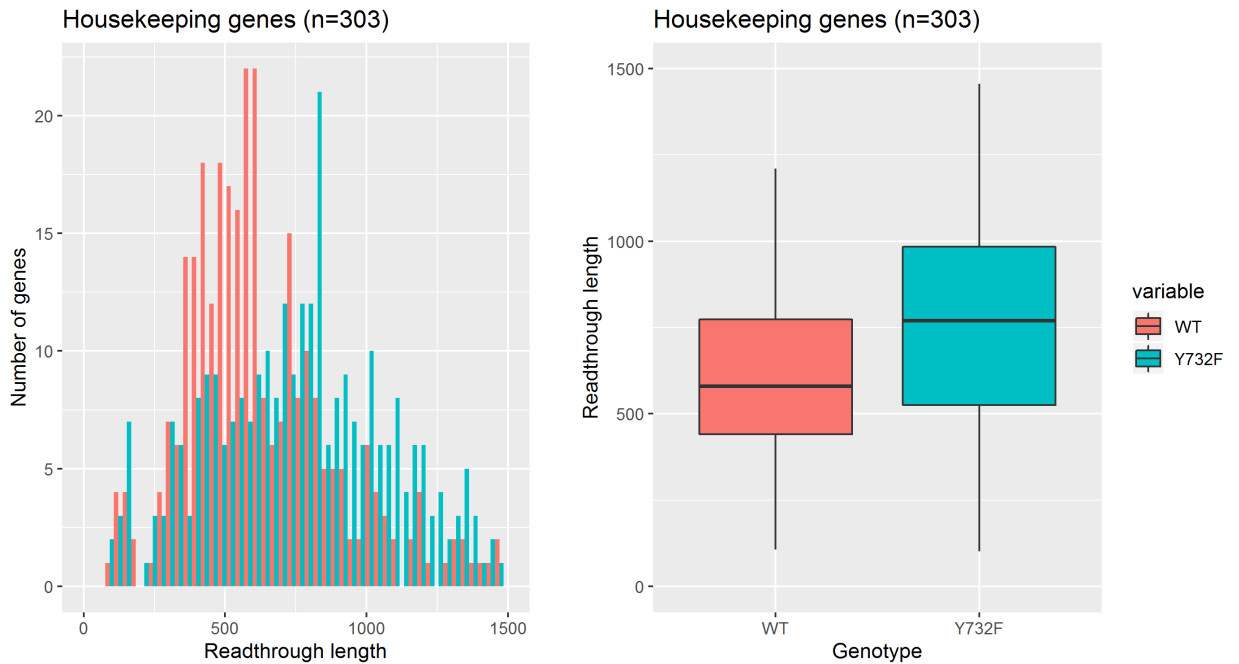 Housekeeping genes (n=303)
Number of genes
20
15
10
5
0
0 500 1000 1500
Readthrough length
Housekeeping genes (n=303)
Readthrough length
1500
1000
500
0
WT Y732F
Genotype
variable
WT
Y732F